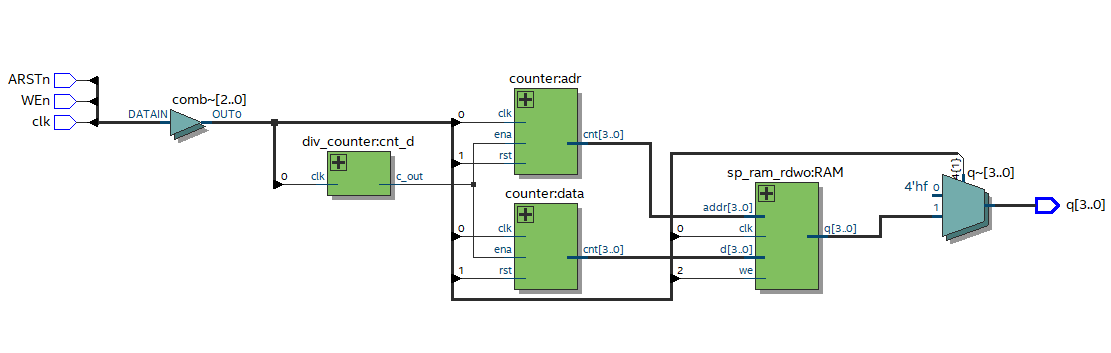 ARSTn
WEn
clk
comb~[2..0]
DATAIN
OUT0
div_counter:cnt_d
0
clk
c_out
counter:adr
0
clk
ena
1
rst
cnt[3..0]
counter:data
0
clk
ena
1
rst
cnt[3..0]
sp_ram_rdwo:RAM
addr[3..0]
0
clk
d[3..0]
2
we
q[3..0]
4{1}
q~[3..0]
4'hf
0
1
q[3..0]